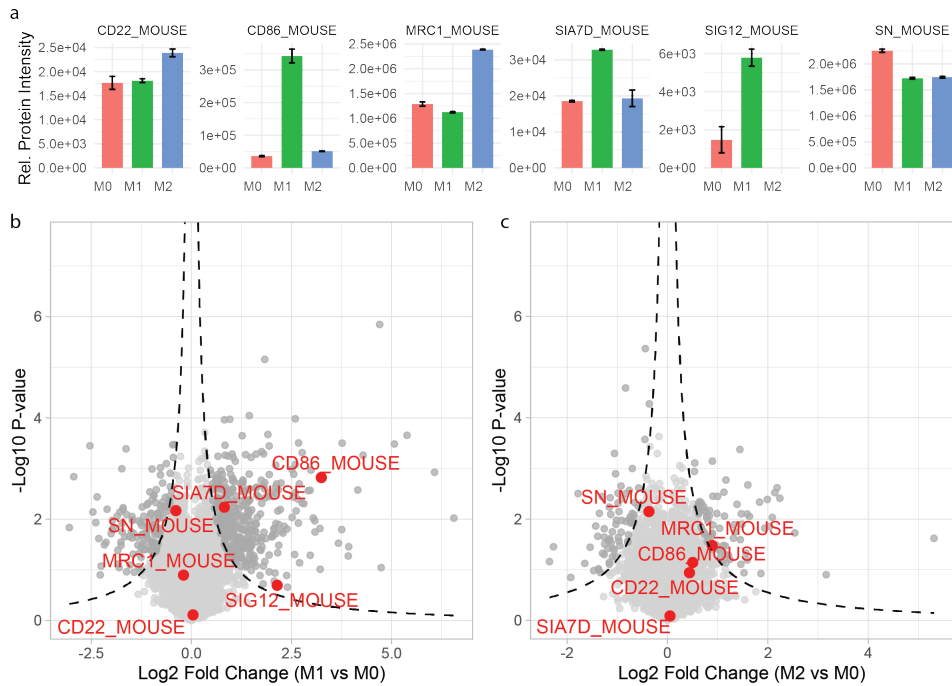 a
CD22_MOUSE CD86_MOUSE MRC1_MOUSE SIA7D_MOUSE SIG12_MOUSE SN_MOUSE
Rel. Protein Intensity
2.5e+04
2.0e+04
1.5e+04
1.0e+04
5.0e+03
0.0e+00
M0 M1 M2
3e+05
2e+05
1e+05
0e+00
M0 M1 M2
2.5e+06
2.0e+06
1.5e+06
1.0e+06
5.0e+05
0.0e+00
M0 M1 M2
3e+04
2e+04
1e+04
0e+00
M0 M1 M2
6e+03
4e+03
2e+03
0e+00
M0 M1 M2
2.0e+06
1.5e+06
1.0e+06
5.0e+05
0.0e+00
M0 M1 M2
b
-Log10 P-value
6
4
2
0
CD86_MOUSE
SIA7D_MOUSE
SN_MOUSE
MRC1_MOUSE
SIG12_MOUSE
CD22_MOUSE
-2.5 0.0 2.5 5.0
Log2 Fold Change (M1 vs M0)
c
-Log10 P-value
6
4
2
0
SN_MOUSE
MRC1_MOUSE
CD86_MOUSE
CD22_MOUSE
SIA7D_MOUSE
-2 0 2 4
Log2 Fold Change (M2 vs M0)